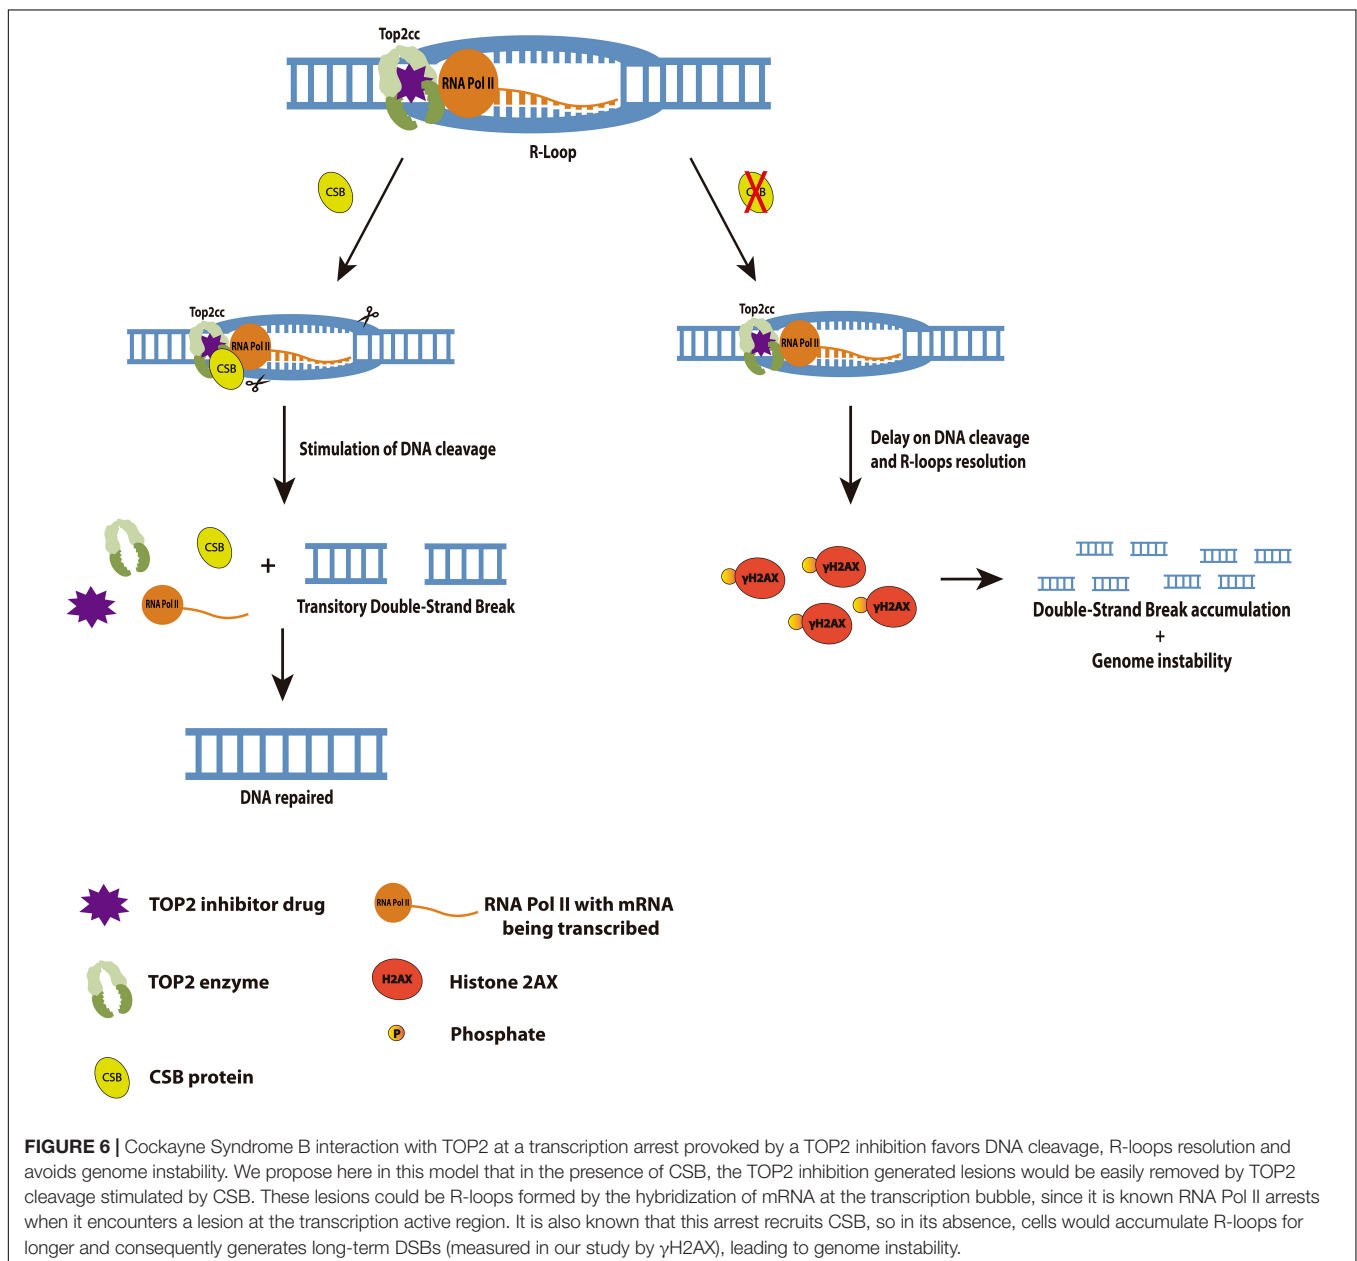 Top2cc
RNA Pol II
R-Loop
CSB
CSB
Top2cc
RNA Pol II
CSB
Top2cc
RNA Pol II
Stimulation of DNA cleavage
Delay on DNA cleavage
and R-loops resolution
CSB
+
RNA Pol II
Transitory Double-Strand Break
γH2AX
γH2AX
γH2AX
γH2AX
Double-Strand Break accumulation
+
Genome instability
DNA repaired
TOP2 inhibitor drug
RNA Pol II
RNA Pol II with mRNA
being transcribed
TOP2 enzyme
H2AX
Histone 2AX
P
Phosphate
CSB
CSB protein
FIGURE 6 | Cockayne Syndrome B interaction with TOP2 at a transcription arrest provoked by a TOP2 inhibition favors DNA cleavage, R-loops resolution and
avoids genome instability. We propose here in this model that in the presence of CSB, the TOP2 inhibition generated lesions would be easily removed by TOP2
cleavage stimulated by CSB. These lesions could be R-loops formed by the hybridization of mRNA at the transcription bubble, since it is known RNA Pol II arrests
when it encounters a lesion at the transcription active region. It is also known that this arrest recruits CSB, so in its absence, cells would accumulate R-loops for
longer and consequently generates long-term DSBs (measured in our study by γH2AX), leading to genome instability.